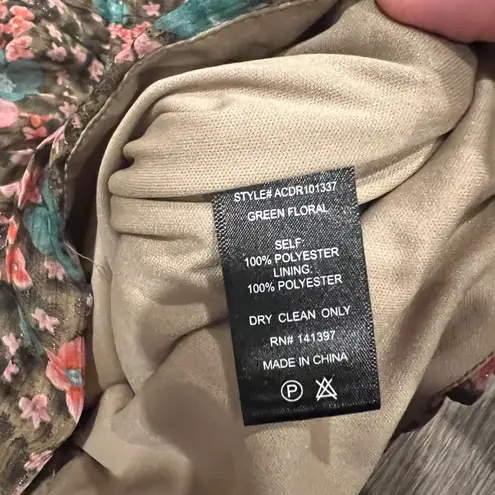 STYLE# ACDR101337
GREEN FLORAL
SELF:
100% POLYESTER
LINING:
100% POLYESTER
DRY CLEAN ONLY
RN# 141397
MADE IN CHINA
P